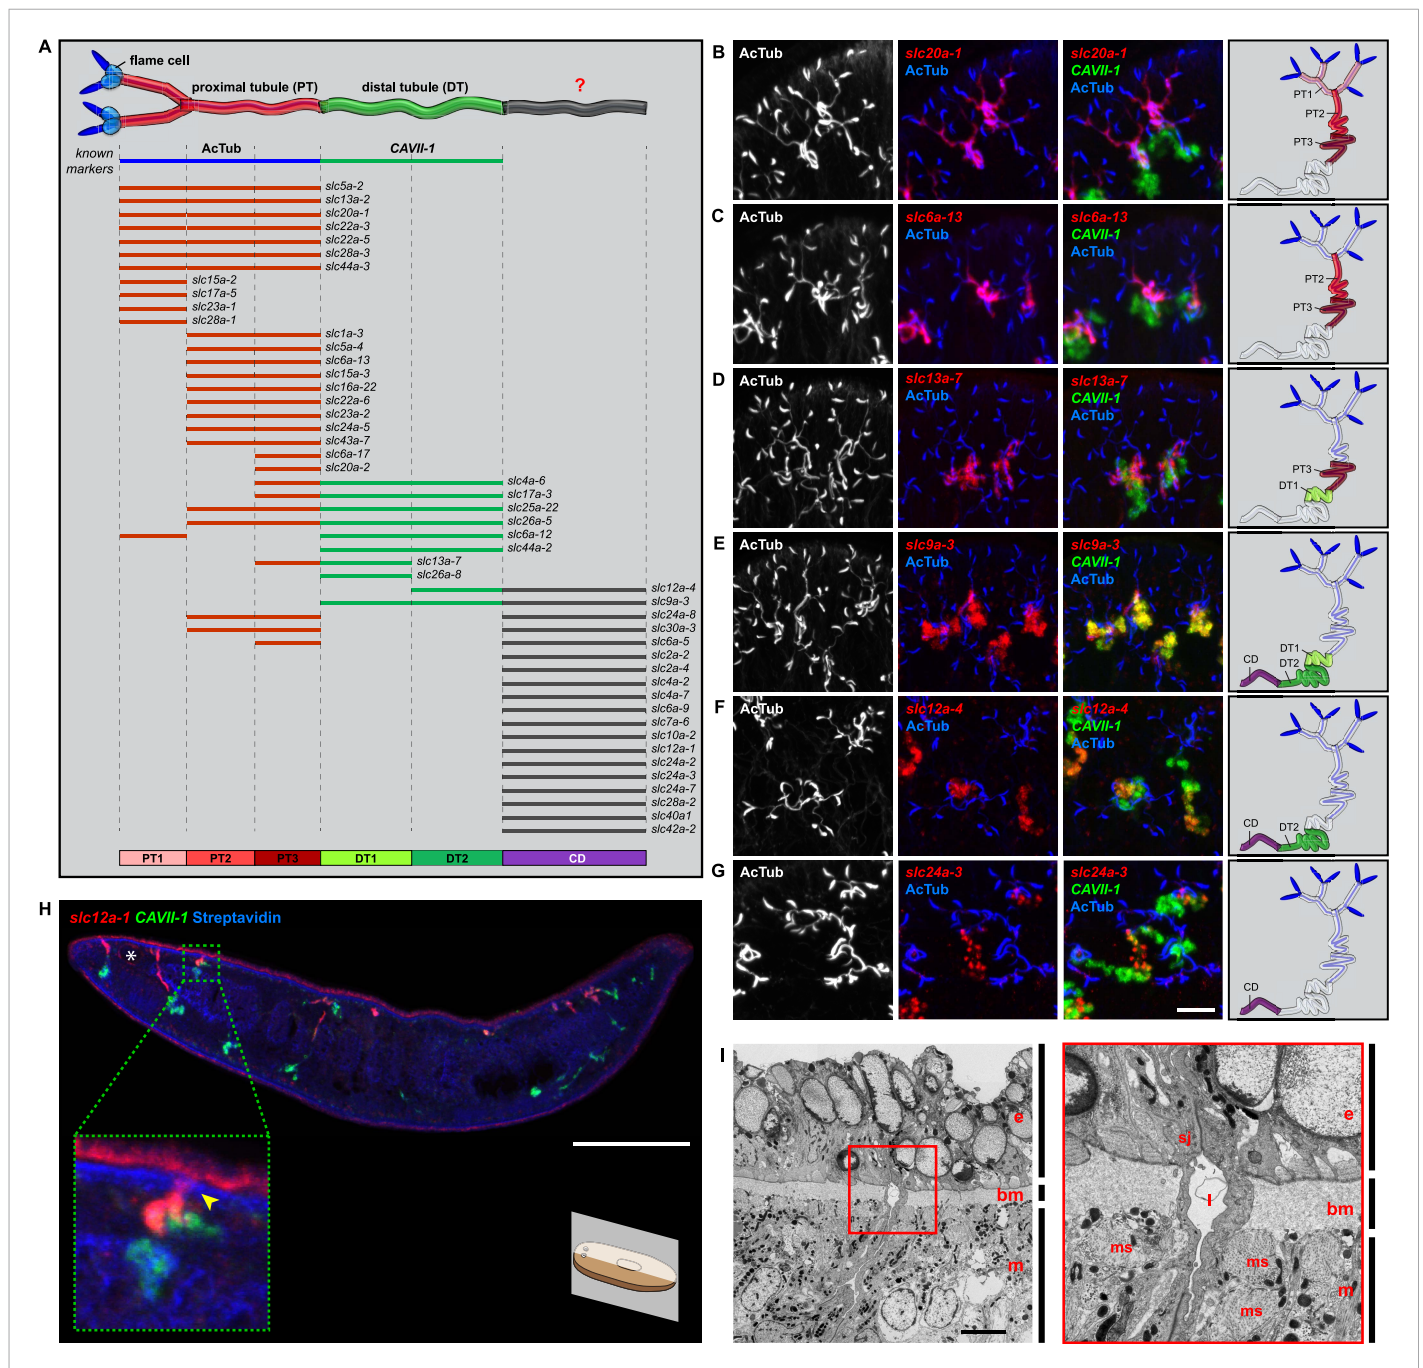 A
flame cell
proximal tubule (PT)
distal tubule (DT)
?
known
markers
AcTub
CAVII-1
slc5a-2
slc13a-2
slc20a-1
slc22a-3
slc22a-5
slc28a-3
slc44a-3
slc15a-2
slc17a-5
slc23a-1
slc28a-1
slc1a-3
slc5a-4
slc6a-13
slc15a-3
slc16a-22
slc22a-6
slc23a-2
slc24a-5
slc43a-7
slc6a-17
slc20a-2
slc4a-6
slc17a-3
slc25a-22
slc26a-5
slc6a-12
slc44a-2
slc13a-7
slc26a-8
slc12a-4
slc9a-3
slc24a-8
slc30a-3
slc6a-5
slc2a-2
slc2a-4
slc4a-2
slc4a-7
slc6a-9
slc7a-6
slc10a-2
slc12a-1
slc24a-2
slc24a-3
slc24a-7
slc28a-2
slc40a1
slc42a-2
PT1 PT2 PT3 DT1 DT2 CD
B
AcTub
slc20a-1
AcTub
slc20a-1
CAVII-1
AcTub
PT1
PT2
PT3
C
AcTub
slc6a-13
AcTub
slc6a-13
CAVII-1
AcTub
PT2
PT3
D
AcTub
slc13a-7
AcTub
slc13a-7
CAVII-1
AcTub
PT3
DT1
E
AcTub
slc9a-3
AcTub
slc9a-3
CAVII-1
AcTub
DT1
CD
DT2
F
AcTub
slc12a-4
AcTub
slc12a-4
CAVII-1
AcTub
CD
DT2
G
AcTub
slc24a-3
AcTub
slc24a-3
CAVII-1
AcTub
CD
H
slc12a-1 CAVII-1 Streptavidin
*
I
e
bm
m
e
sj
l
bm
ms
ms
m
ms